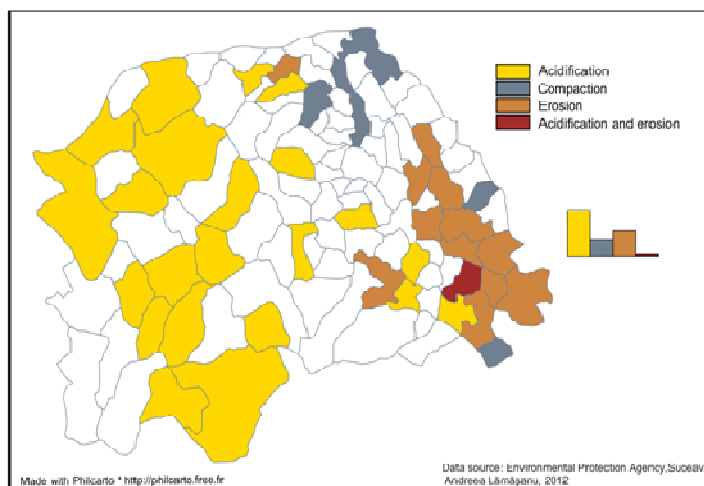 Acidification
Compaction
Erosion
Acidification and erosion
Data source: Environmental Protection Agency,Suceav
Made with Philcarto * http://philcarto.free.fr
Andreea Lămășanu, 2012